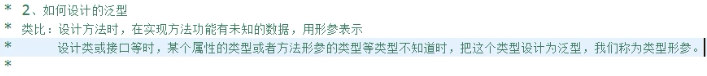 * 2、如何设计的泛型
* 类比：设计方法时，在实现方法功能有未知的数据，用形参表示
* 设计类或接口等时，某个属性的类型或者方法形参的类型等类型不知道时，把这个类型设计为泛型，我们称为类型形参。
*